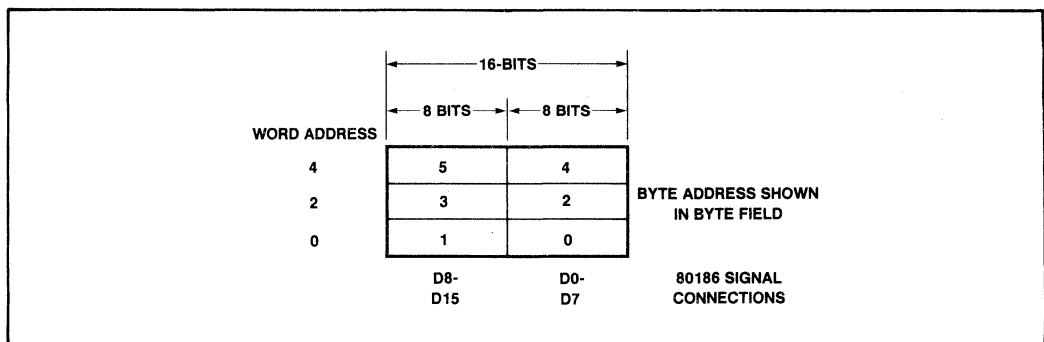 16-BITS
8 BITS 8 BITS
WORD ADDRESS
4 5 4
2 3 2
0 1 0
BYTE ADDRESS SHOWN
IN BYTE FIELD
D8- D0- 80186 SIGNAL
D15 D7 CONNECTIONS